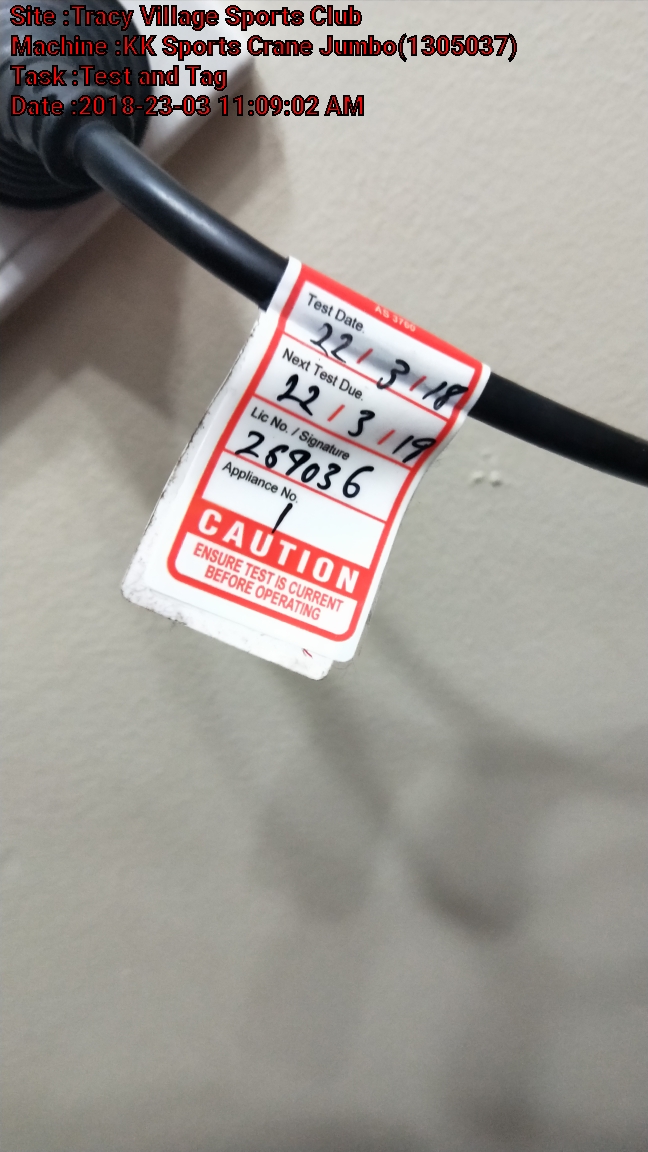 Site :Tracy Village Sports Club
Machine :KK Sports Crane Jumbo(1305037)
Task :Test and Tag
Date :2018-23-03 11:09:02 AM
AS 3760
Test Date.
22 / 3 / 18
Next Test Due.
22 / 3 / 19
Lic No. / Signature
269036
Appliance No.
1
CAUTION
ENSURE TEST IS CURRENT
BEFORE OPERATING